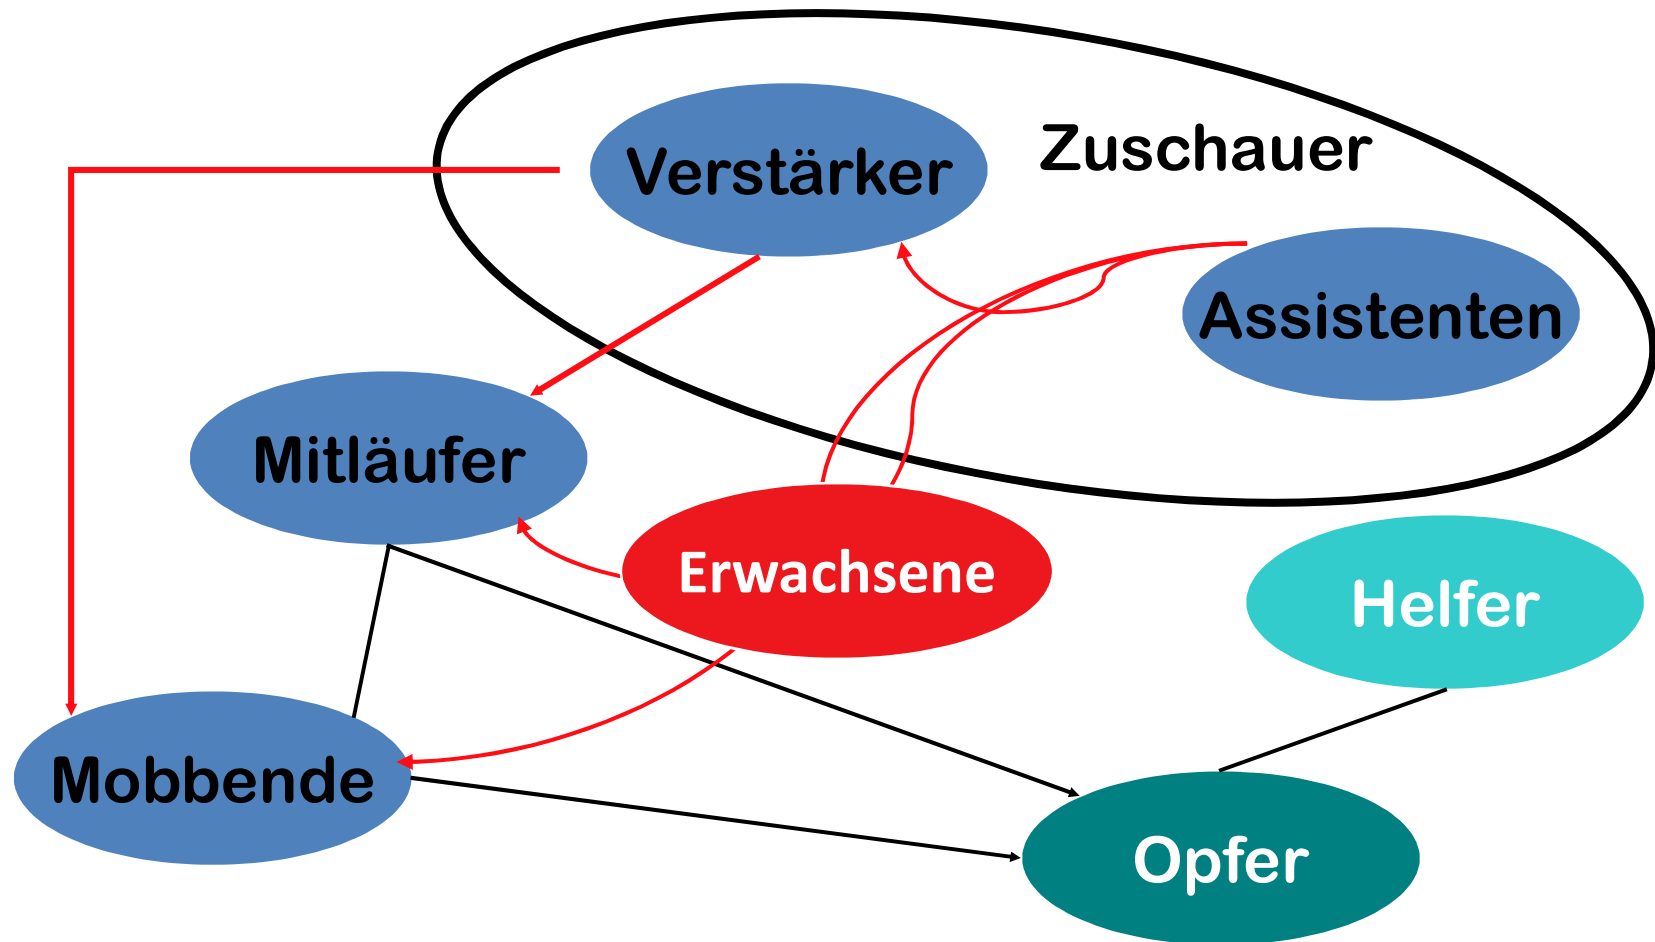 Zuschauer
Verstärker
Assistenten
Mitläufer
Erwachsene
Helfer
Mobbende
Opfer